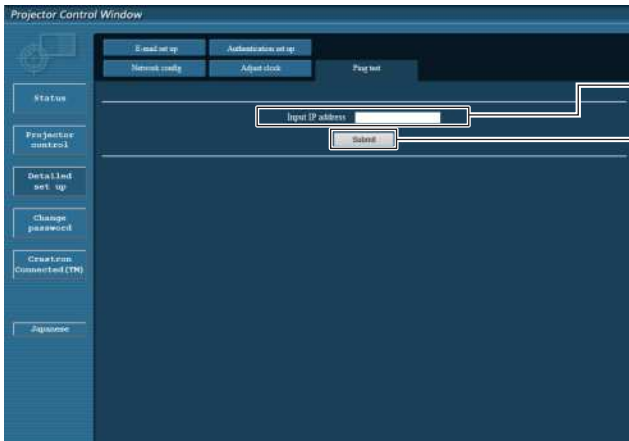 Projector Control Window
E-mail set up
Authentication set up
Network config
Adjust clock
Ping test
Status
Projector
control
Detailed
set up
Change
password
Crestron
Connected(TM)
Japanese
Input IP address
Submit